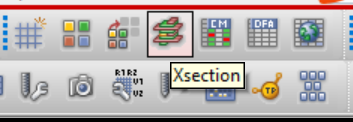 CM DFA
R1R2 Xsection
U1
U2 TP